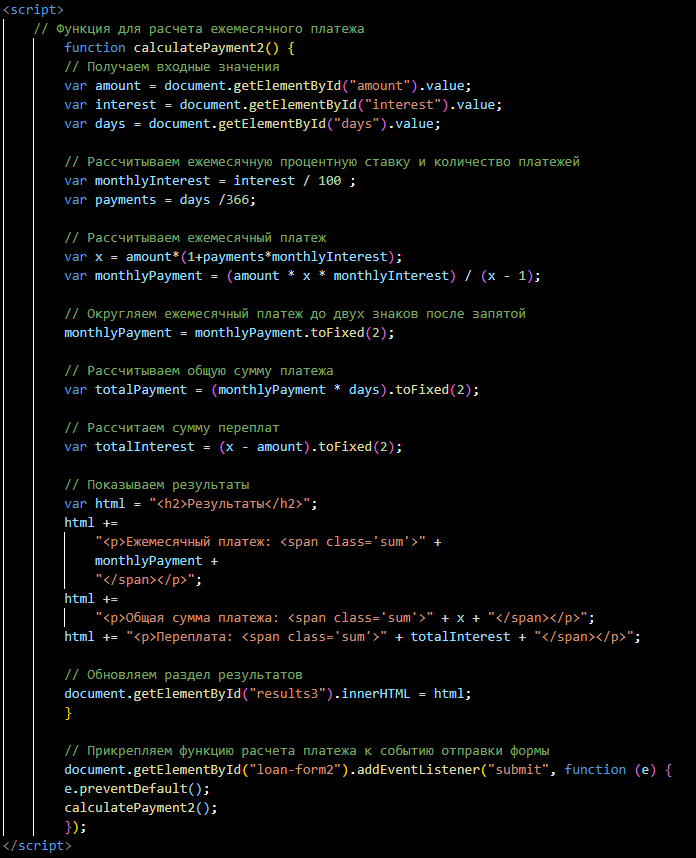 <script>
// Функция для расчета ежемесячного платежа
function calculatePayment2() {
// Получаем входные значения
var amount = document.getElementById("amount").value;
var interest = document.getElementById("interest").value;
var days = document.getElementById("days").value;
// Рассчитываем ежемесячную процентную ставку и количество платежей
var monthlyInterest = interest / 100 ;
var payments = days /366;
// Рассчитываем ежемесячный платеж
var x = amount*(1+payments*monthlyInterest);
var monthlyPayment = (amount * x * monthlyInterest) / (x - 1);
// Округляем ежемесячный платеж до двух знаков после запятой
monthlyPayment = monthlyPayment.toFixed(2);
// Рассчитываем общую сумму платежа
var totalPayment = (monthlyPayment * days).toFixed(2);
// Рассчитаем сумму переплат
var totalInterest = (x - amount).toFixed(2);
// Показываем результаты
var html = "<h2>Результаты</h2>";
html +=
"<p>Ежемесячный платеж: <span class='sum'>" +
monthlyPayment +
"</span></p>";
html +=
"<p>Общая сумма платежа: <span class='sum'>" + x + "</span></p>";
html += "<p>Переплата: <span class='sum'>" + totalInterest + "</span></p>";
// Обновляем раздел результатов
document.getElementById("results3").innerHTML = html;
}
// Прикрепляем функцию расчета платежа к событию отправки формы
document.getElementById("loan-form2").addEventListener("submit", function (e) {
e.preventDefault();
calculatePayment2();
});
</script>